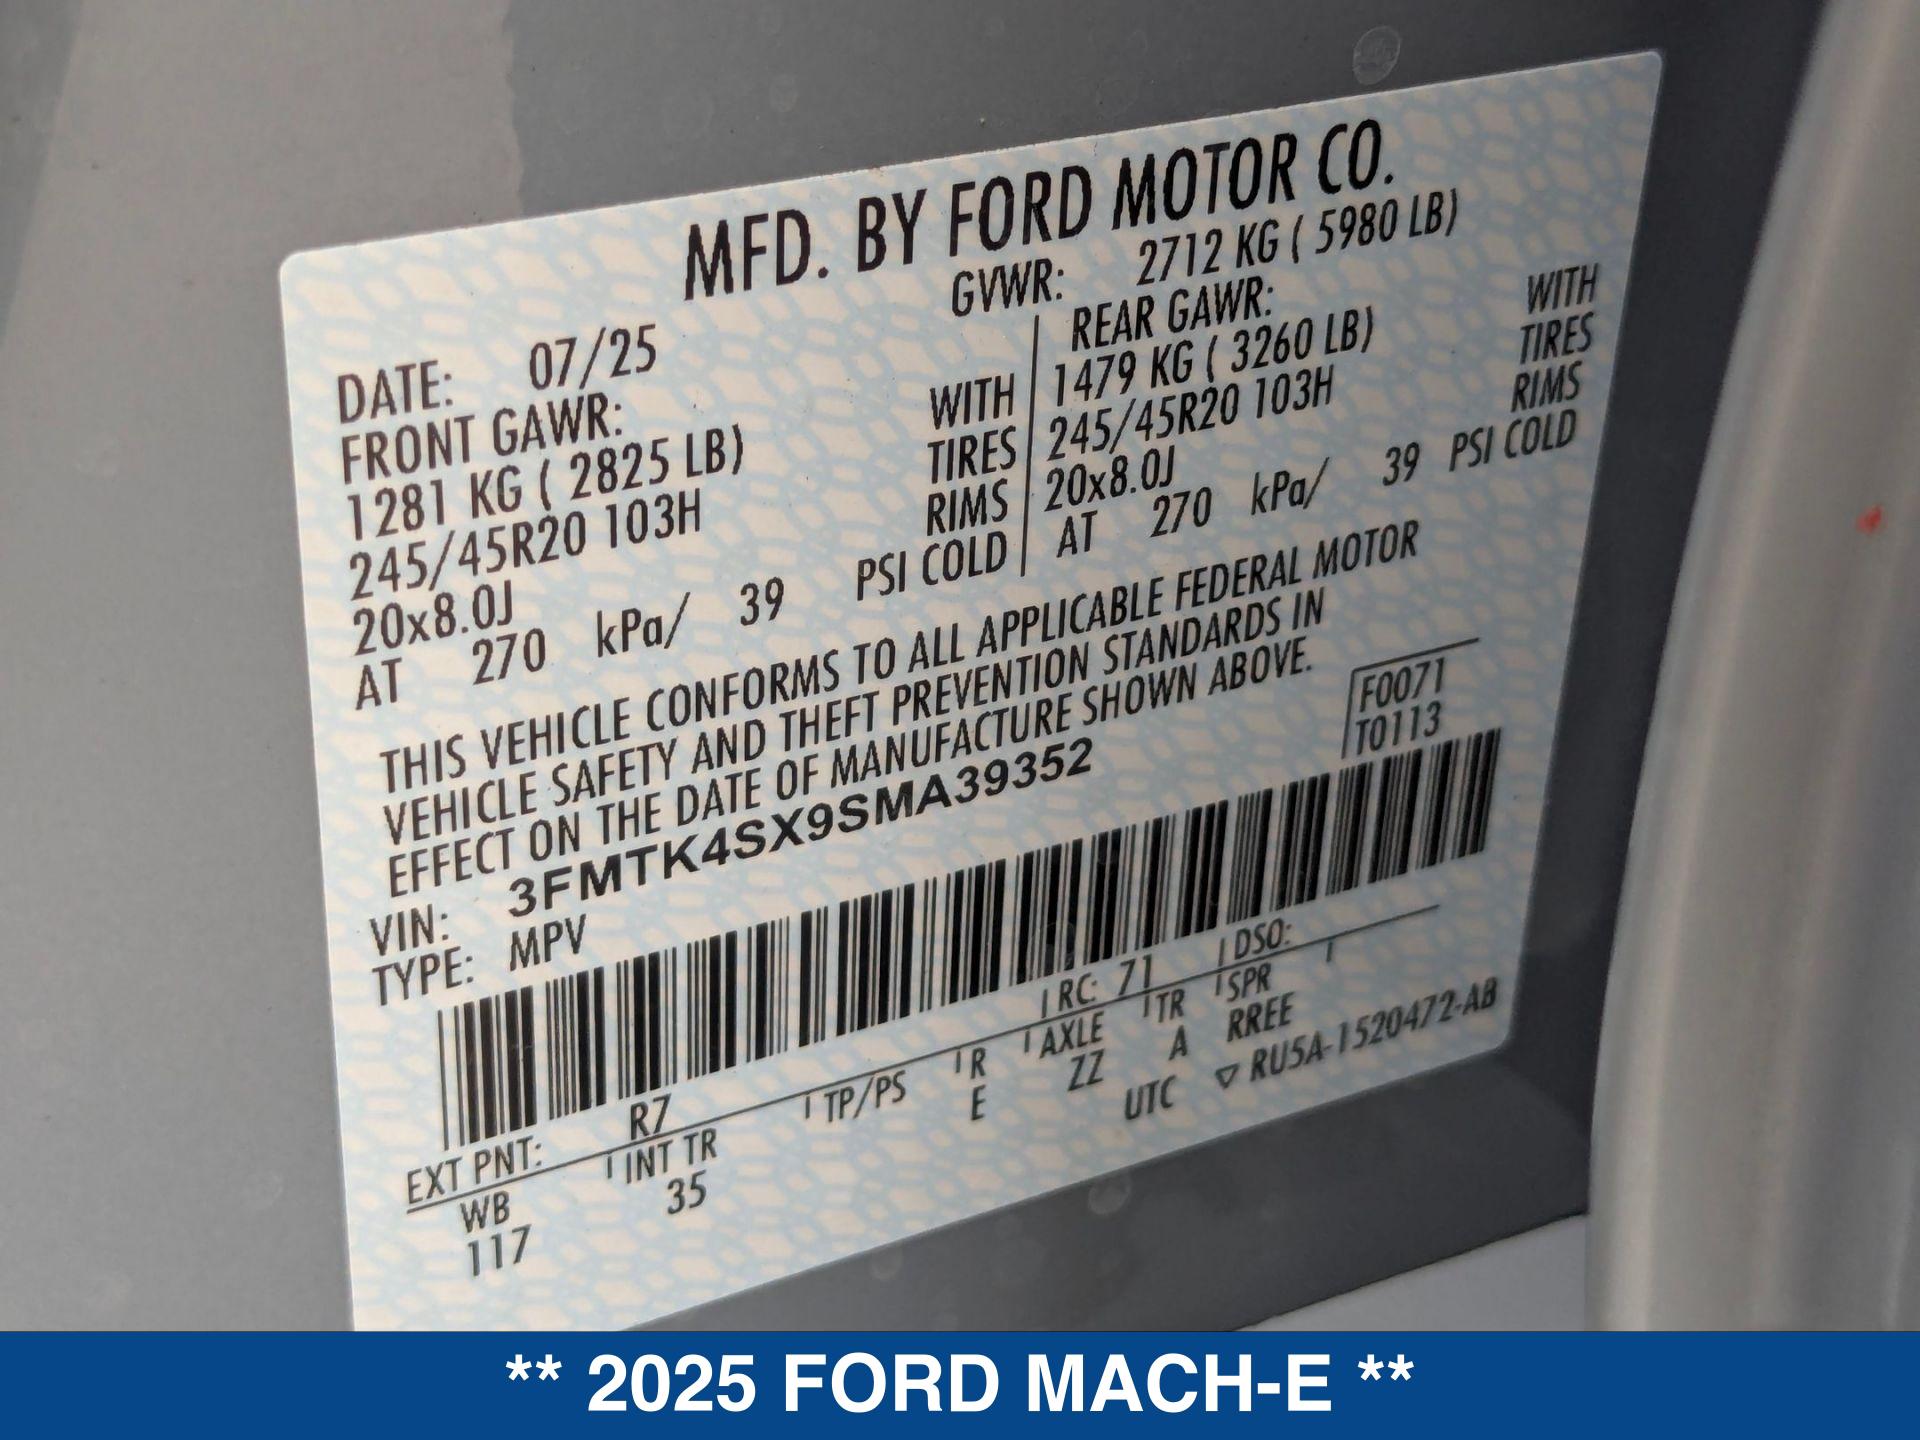 MFD. BY FORD MOTOR CO.
GVWR: 2712 KG ( 5980 LB)
DATE: 07/25
FRONT GAWR:
1281 KG ( 2825 LB) WITH
245/45R20 103H TIRES
20x8.0J RIMS
AT 270 kPa/ 39 PSI COLD
REAR GAWR:
1479 KG ( 3260 LB) WITH
245/45R20 103H TIRES
20x8.0J RIMS
AT 270 kPa/ 39 PSI COLD
THIS VEHICLE CONFORMS TO ALL APPLICABLE FEDERAL MOTOR
VEHICLE SAFETY AND THEFT PREVENTION STANDARDS IN
EFFECT ON THE DATE OF MANUFACTURE SHOWN ABOVE.
F0071
T0113
VIN: 3FMTK4SX9SMA39352
TYPE: MPV
EXT PNT: R7 RC: 71 DSO:
WB INT TR TP/PS R AXLE TR SPR
117 35 E ZZ A RREE
UTC ▽ RU5A-1520472-AB
** 2025 FORD MACH-E **